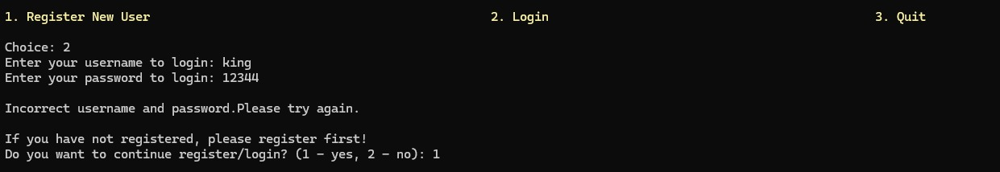 1. Register New User 2. Login 3. Quit
Choice: 2
Enter your username to login: king
Enter your password to login: 12344
Incorrect username and password.Please try again.
If you have not registered, please register first!
Do you want to continue register/login? (1 – yes, 2 – no): 1